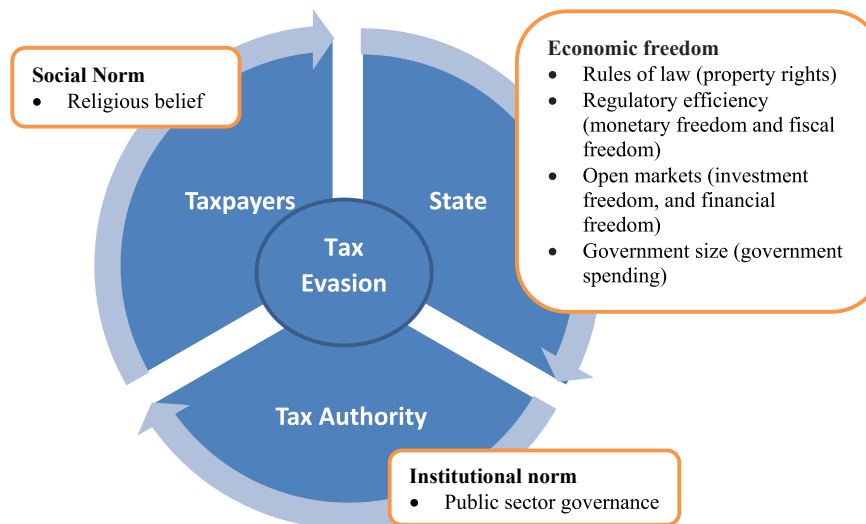 Social Norm
• Religious belief
Economic freedom
• Rules of law (property rights)
• Regulatory efficiency
(monetary freedom and fiscal
freedom)
• Open markets (investment
freedom, and financial
freedom)
• Government size (government
spending)
Taxpayers
State
Tax
Evasion
Tax Authority
Institutional norm
• Public sector governance